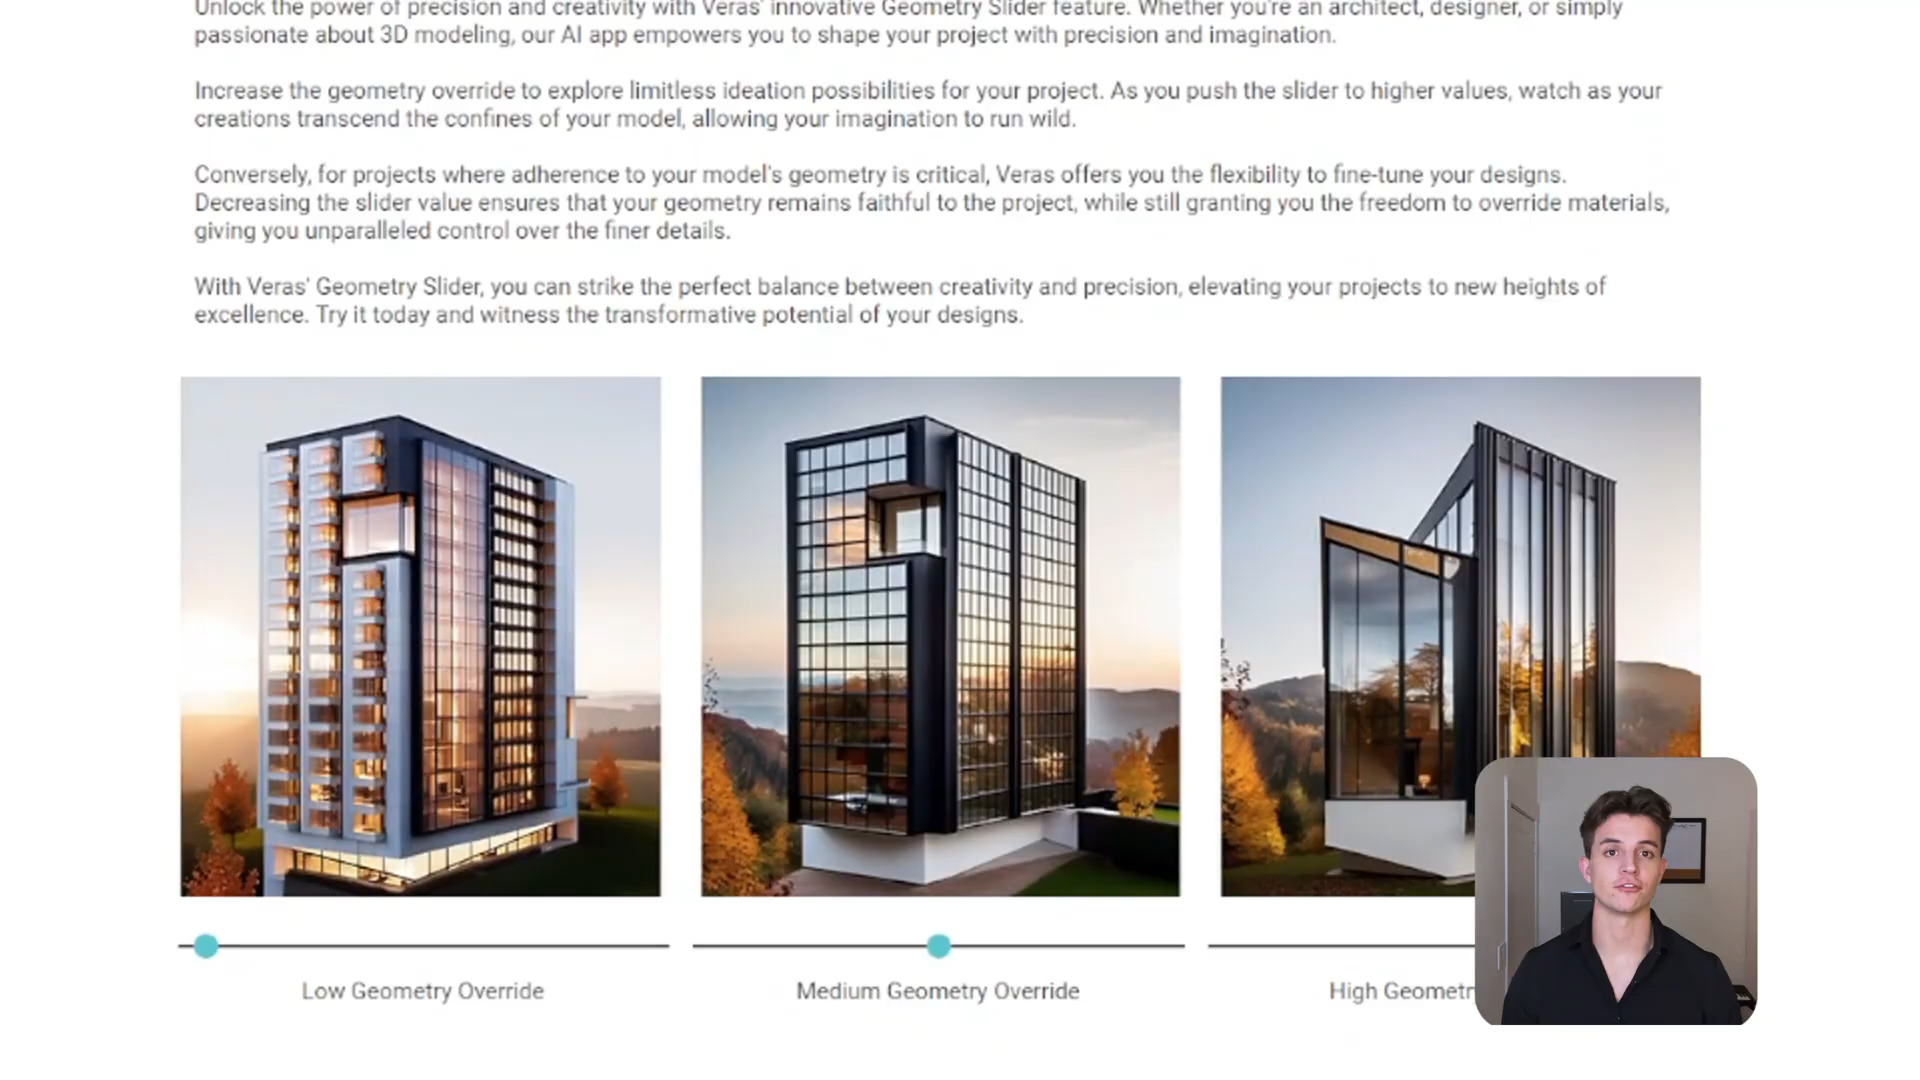 Unlock the power of precision and creativity with Veras' innovative Geometry Slider feature. Whether you're an architect, designer, or simply
passionate about 3D modeling, our AI app empowers you to shape your project with precision and imagination.
Increase the geometry override to explore limitless ideation possibilities for your project. As you push the slider to higher values, watch as your
creations transcend the confines of your model, allowing your imagination to run wild.
Conversely, for projects where adherence to your model's geometry is critical, Veras offers you the flexibility to fine-tune your designs.
Decreasing the slider value ensures that your geometry remains faithful to the project, while still granting you the freedom to override materials,
giving you unparalleled control over the finer details.
With Veras' Geometry Slider, you can strike the perfect balance between creativity and precision, elevating your projects to new heights of
excellence. Try it today and witness the transformative potential of your designs.
Low Geometry Override
Medium Geometry Override
High Geometr